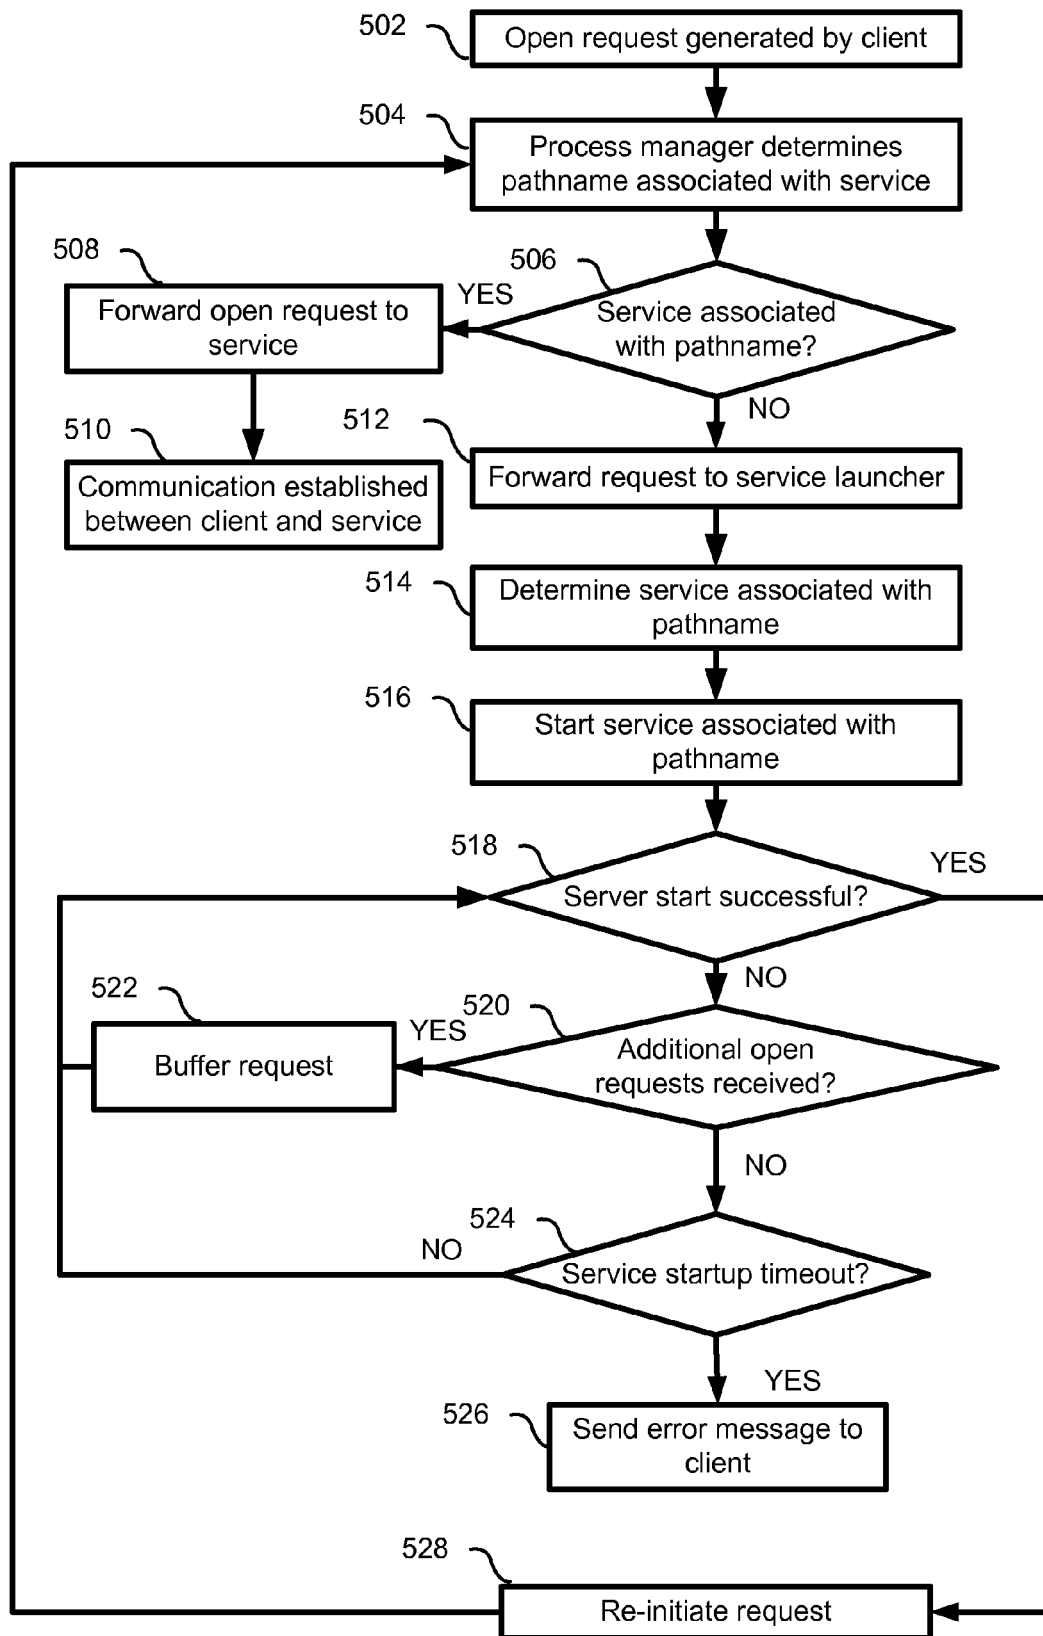 502
Open request generated by client
504
Process manager determines
pathname associated with service
506
508
YES
Service associated
with pathname?
Forward open request to
service
NO
510
512
Communication established
between client and service
Forward request to service launcher
514
Determine service associated with
pathname
516
Start service associated with
pathname
518
YES
Server start successful?
NO
522
520
YES
Buffer request
Additional open
requests received?
NO
524
NO
Service startup timeout?
YES
526
Send error message to
client
528
Re-initiate request